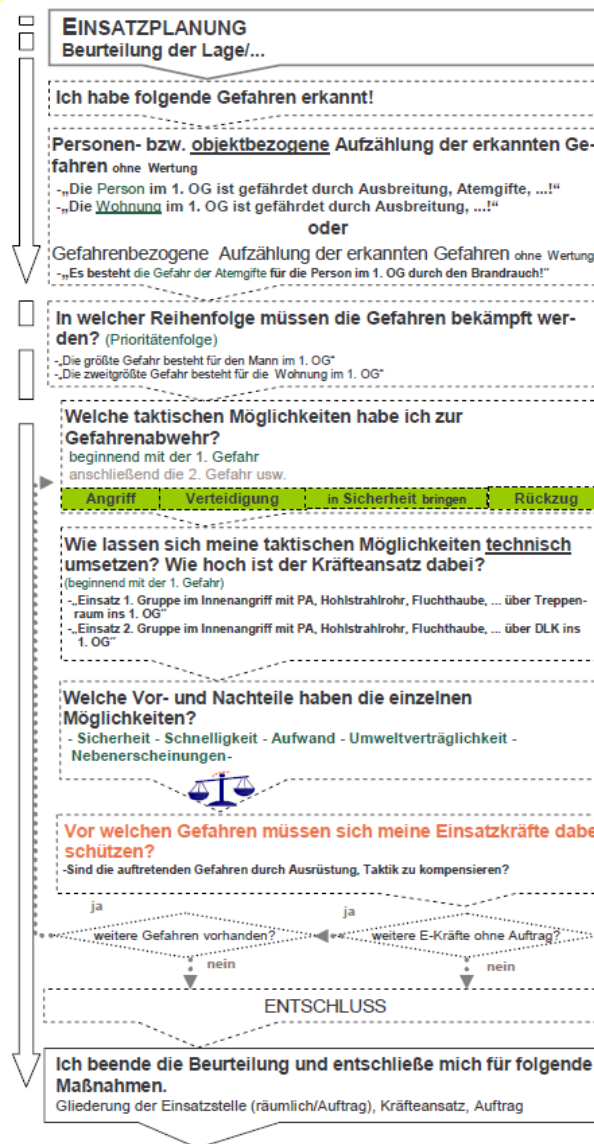 EINSATZPLANUNG
Beurteilung der Lage/...
Ich habe folgende Gefahren erkannt!
Personen- bzw. objektbezogene Aufzählung der erkannten Ge-
fahren ohne Wertung
-„Die Person im 1. OG ist gefährdet durch Ausbreitung, Atemgifte, ...!“
-„Die Wohnung im 1. OG ist gefährdet durch Ausbreitung, ...!“
oder
Gefahrenbezogene Aufzählung der erkannten Gefahren ohne Wertung
-„Es besteht die Gefahr der Atemgifte für die Person im 1. OG durch den Brandrauch!“
In welcher Reihenfolge müssen die Gefahren bekämpft wer-
den? (Prioritätenfolge)
-„Die größte Gefahr besteht für den Mann im 1. OG“
-„Die zweitgrößte Gefahr besteht für die Wohnung im 1. OG“
Welche taktischen Möglichkeiten habe ich zur
Gefahrenabwehr?
beginnend mit der 1. Gefahr
anschließend die 2. Gefahr usw.
Angriff Verteidigung in Sicherheit bringen Rückzug
Wie lassen sich meine taktischen Möglichkeiten technisch
umsetzen? Wie hoch ist der Kräfteansatz dabei?
(beginnend mit der 1. Gefahr)
-„Einsatz 1. Gruppe im Innenangriff mit PA, Hohlstrahlrohr, Fluchthaube, ... über Treppen-
raum ins 1. OG“
-„Einsatz 2. Gruppe im Innenangriff mit PA, Hohlstrahlrohr, Fluchthaube, ... über DLK ins
1. OG“
Welche Vor- und Nachteile haben die einzelnen
Möglichkeiten?
- Sicherheit - Schnelligkeit - Aufwand - Umweltverträglichkeit -
Nebenerscheinungen-
Vor welchen Gefahren müssen sich meine Einsatzkräfte dabe
schützen?
-Sind die auftretenden Gefahren durch Ausrüstung, Taktik zu kompensieren?
ja ja
weitere Gefahren vorhanden? weitere E-Kräfte ohne Auftrag?
nein nein
ENTSCHLUSS
Ich beende die Beurteilung und entschließe mich für folgende
Maßnahmen.
Gliederung der Einsatzstelle (räumlich/Auftrag), Kräfteansatz, Auftrag